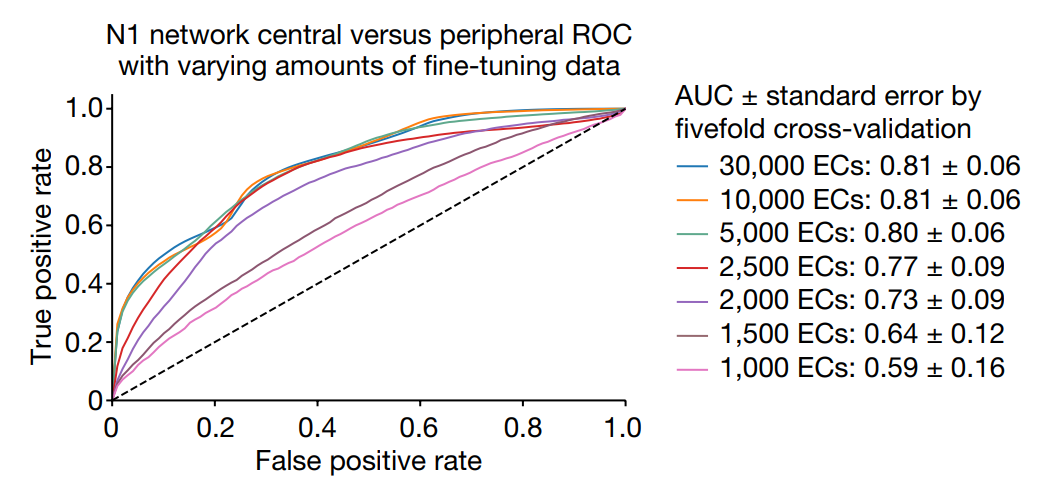 N1 network central versus peripheral ROC
with varying amounts of fine-tuning data
AUC ± standard error by
fivefold cross-validation
30,000 ECs: 0.81 ± 0.06
10,000 ECs: 0.81 ± 0.06
5,000 ECs: 0.80 ± 0.06
2,500 ECs: 0.77 ± 0.09
2,000 ECs: 0.73 ± 0.09
1,500 ECs: 0.64 ± 0.12
1,000 ECs: 0.59 ± 0.16
True positive rate
1.0
0.8
0.6
0.4
0.2
0
0 0.2 0.4 0.6 0.8 1.0
False positive rate